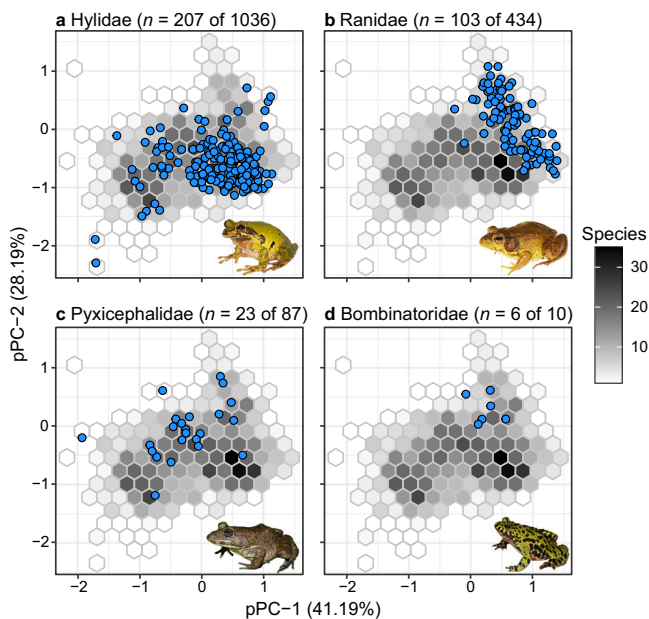 a Hylidae (n = 207 of 1036)
b Ranidae (n = 103 of 434)
1
0
−1
−2
Species
30
20
10
pPC-2 (28.19%)
c Pyxicephalidae (n = 23 of 87)
d Bombinatoridae (n = 6 of 10)
1
0
−1
−2
−2 −1 0 1 −2 −1 0 1
pPC-1 (41.19%)